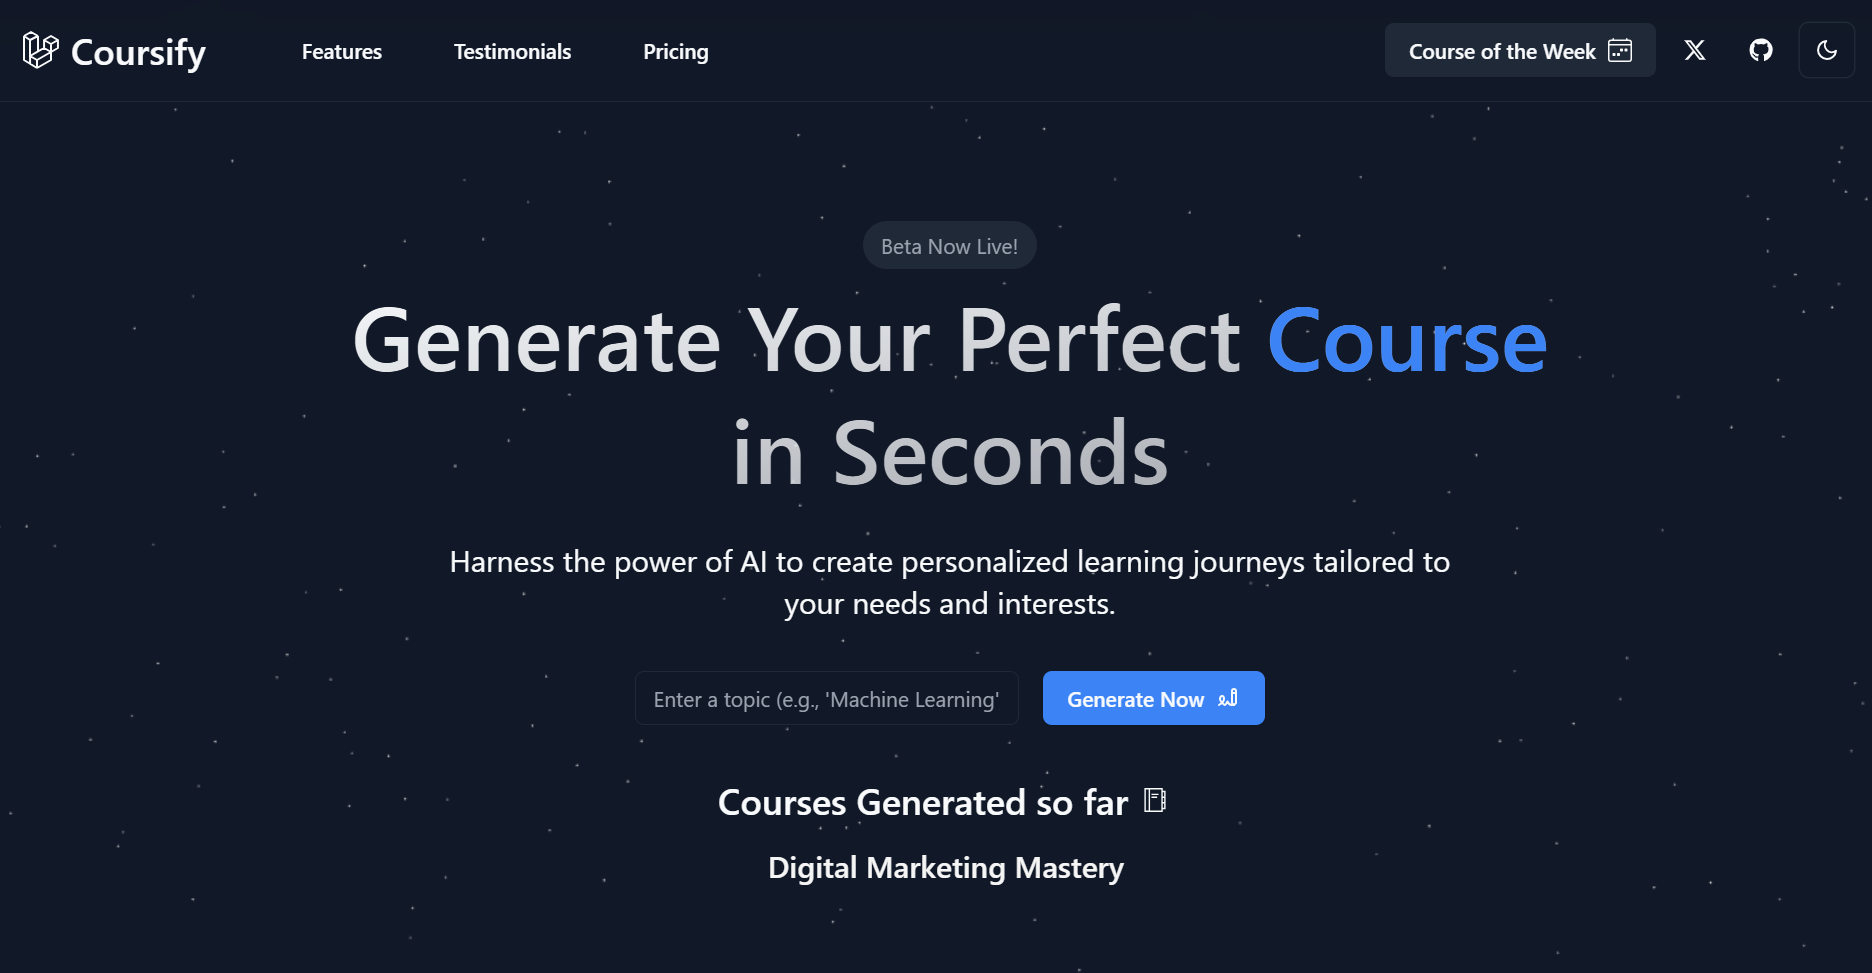 Coursify
Features
Testimonials
Pricing
Course of the Week
Beta Now Live!
Generate Your Perfect Course
in Seconds
Harness the power of AI to create personalized learning journeys tailored to
your needs and interests.
Enter a topic (e.g., 'Machine Learning'
Generate Now
Courses Generated so far
Digital Marketing Mastery